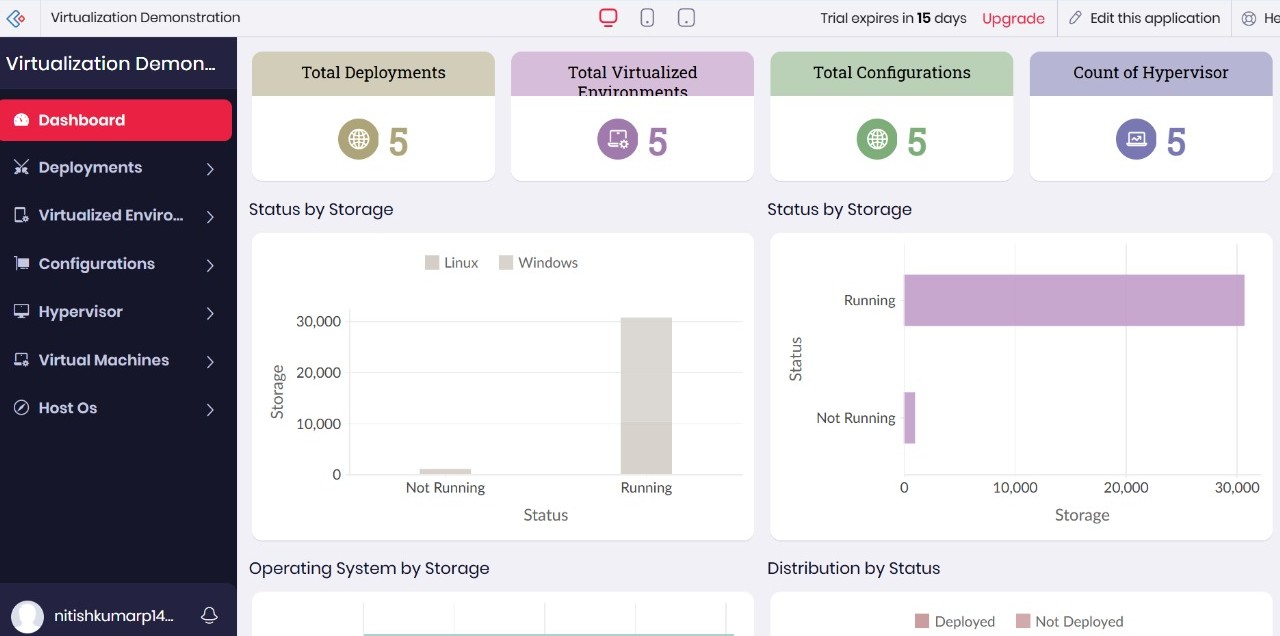 Virtualization Demonstration
Trial expires in 15 days
Upgrade
Edit this application
He
Virtualization Demon...
Dashboard
Deployments
Virtualized Enviro...
Configurations
Hypervisor
Virtual Machines
Host Os
nitishkumarp14...
Total Deployments
5
Total Virtualized
Environments
5
Total Configurations
5
Count of Hypervisor
5
Status by Storage
Linux
Windows
30,000
20,000
10,000
0
Storage
Not Running
Running
Status
Status by Storage
Running
Not Running
Status
0
10,000
20,000
30,000
Storage
Operating System by Storage
Distribution by Status
Deployed
Not Deployed